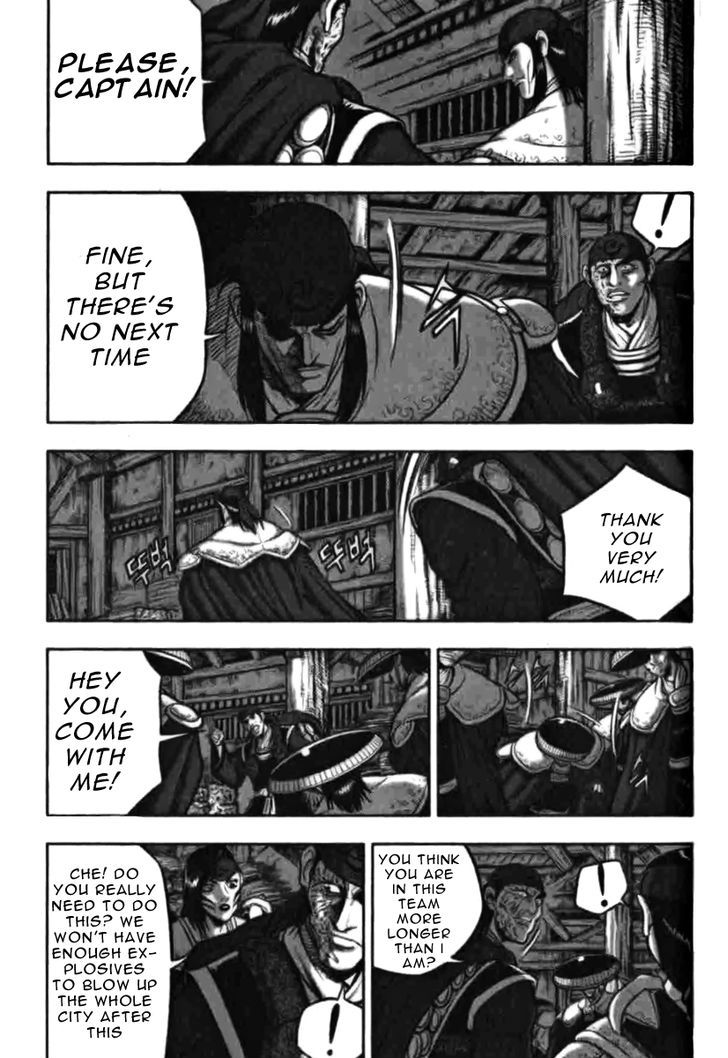 PLEASE,
CAPTAIN!
FINE,
BUT
THERE'S
NO NEXT
TIME
!
뚜벅
뚜벅
THANK
YOU
VERY
MUCH!
HEY
YOU,
COME
WITH
ME!
CHE! DO
YOU REALLY
NEED TO DO
THIS? WE
WON'T HAVE
ENOUGH EX-
PLOSIVES
TO BLOW UP
THE WHOLE
CITY AFTER
THIS
!
YOU THINK
YOU ARE
IN THIS
TEAM
MORE
LONGER
THAN I
AM?
!